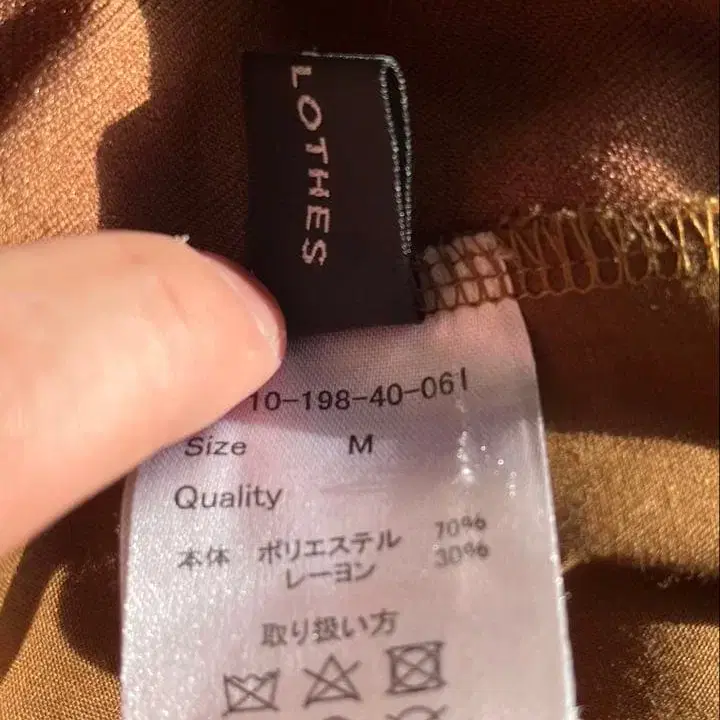 LOTHES
10-198-40-061
Size M
Quality
本体 ポリエステル 70%
レーヨン 30%
取り扱い方